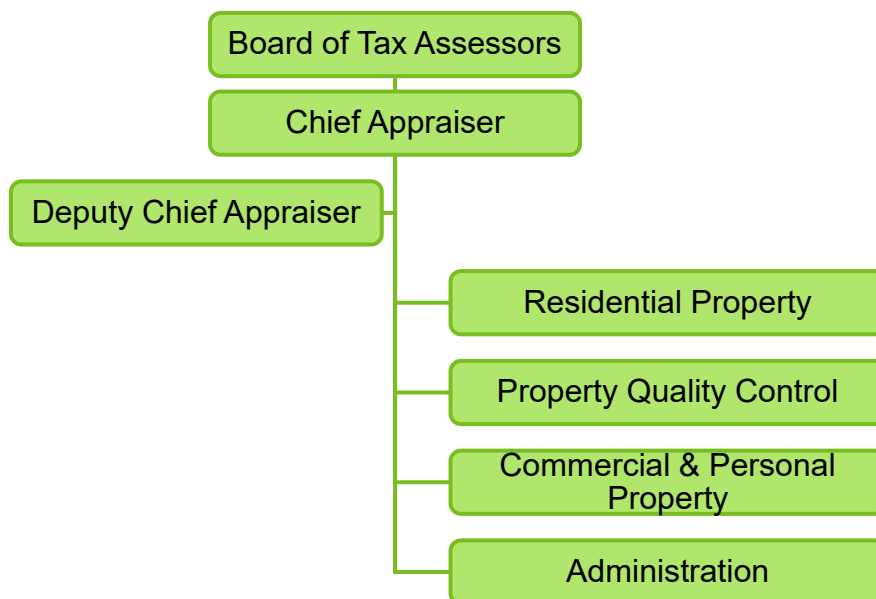 Board of Tax Assessors
Chief Appraiser
Deputy Chief Appraiser
Residential Property
Property Quality Control
Commercial & Personal
Property
Administration